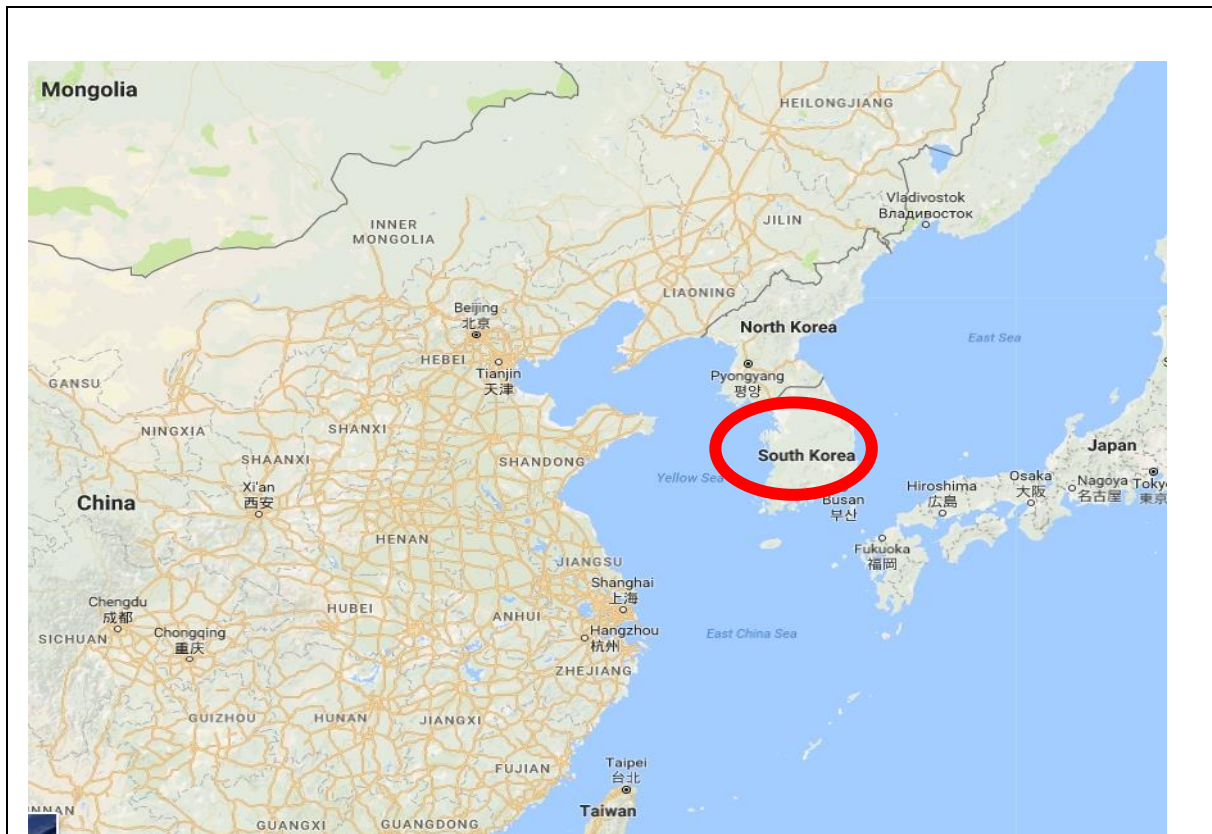 Mongolia
HEILONGJIANG
Vladivostok
Владивосток
JILIN
INNER
MONGOLIA
LIAONING
Beijing
北京
North Korea
East Sea
HEBEI
Tianjin
天津
Pyongyang
평양
GANSU
NINGXIA
SHANXI
SHAANXI
SHANDONG
South Korea
Japan
Yellow Sea
Xi'an
西安
China
Busan
부산
Hiroshima
広島
Osaka
大阪
Nagoya
名古屋
Toky
東京
HENAN
JIANGSU
Fukuoka
福岡
Shanghai
上海
Chengdu
成都
HUBEI
ANHUI
SICHUAN
Chongqing
重庆
Hangzhou
杭州
East China Sea
ZHEJIANG
GUIZHOU
HUNAN
JIANGXI
FUJIAN
Taipei
台北
Taiwan
GUANGXI
GUANGDONG